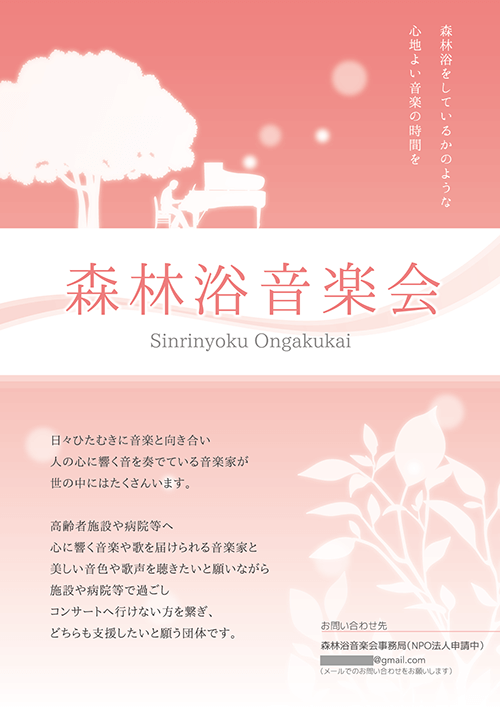 森林浴をしているかのような
心地よい音楽の時間を
森林浴音楽会
Sinrinyoku Ongakukai
日々ひたむきに音楽と向き合い
人の心に響く音を奏でている音楽家が
世の中にはたくさんいます。
高齢者施設や病院等へ
心に響く音楽や歌を届けられる音楽家と
美しい音色や歌声を聴きたいと願いながら
施設や病院等で過ごし
コンサートへ行けない方を繋ぎ、
どちらも支援したいと願う団体です。
お問い合わせ先
森林浴音楽会事務局（NPO法人申請中）
@gmail.com
（メールでのお問い合わせをお願いします）